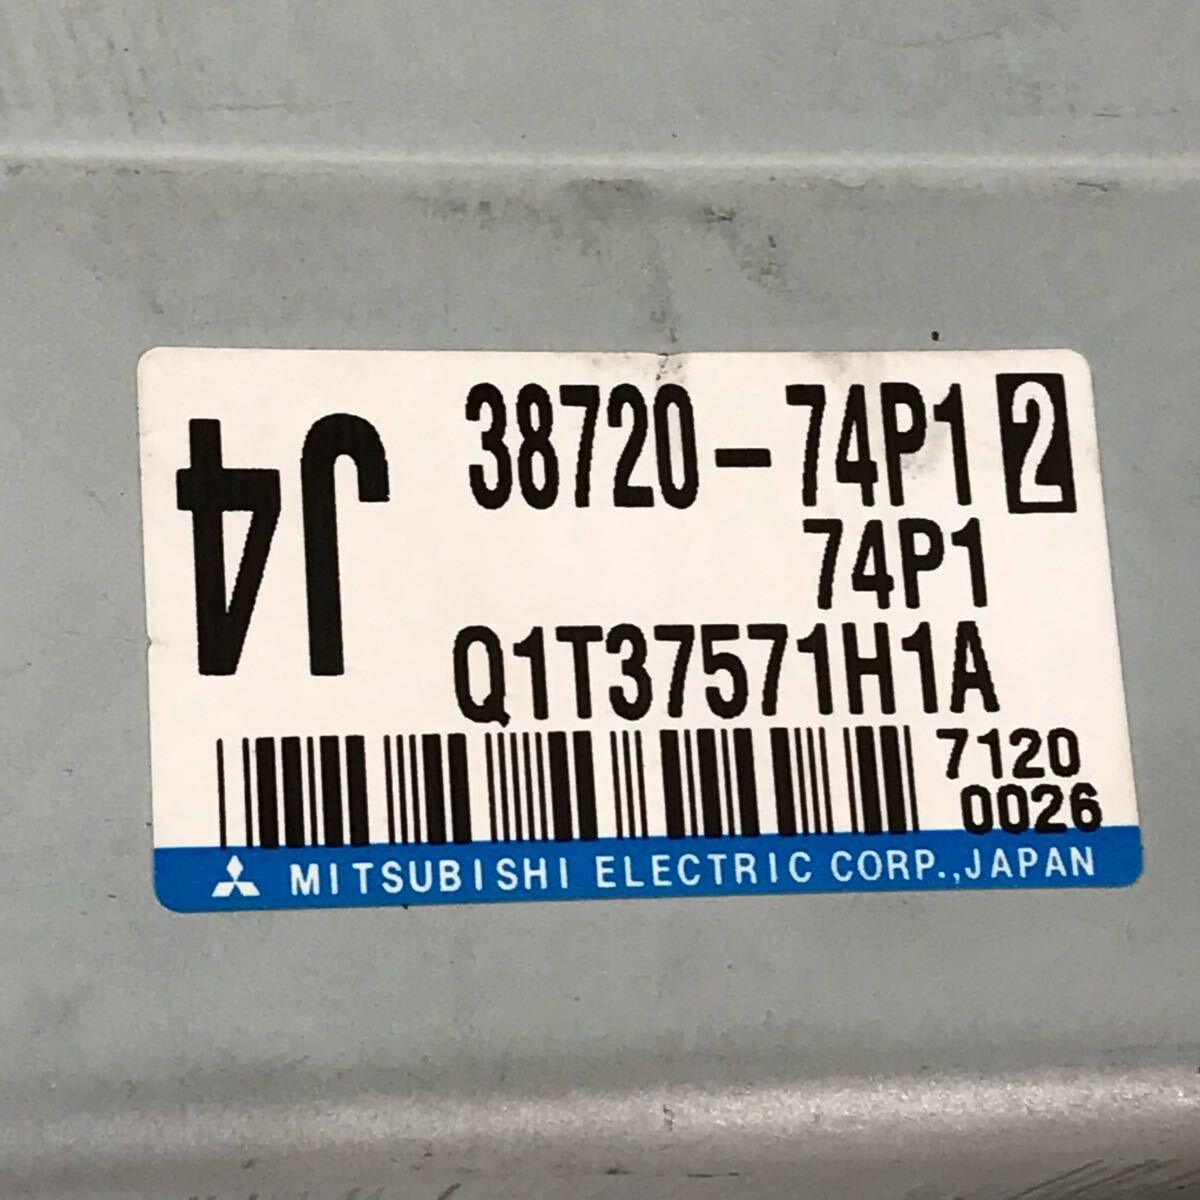 38720-74P1 2
74P1
J4
Q1T37571H1A
7120
0026
MITSUBISHI ELECTRIC CORP.,JAPAN